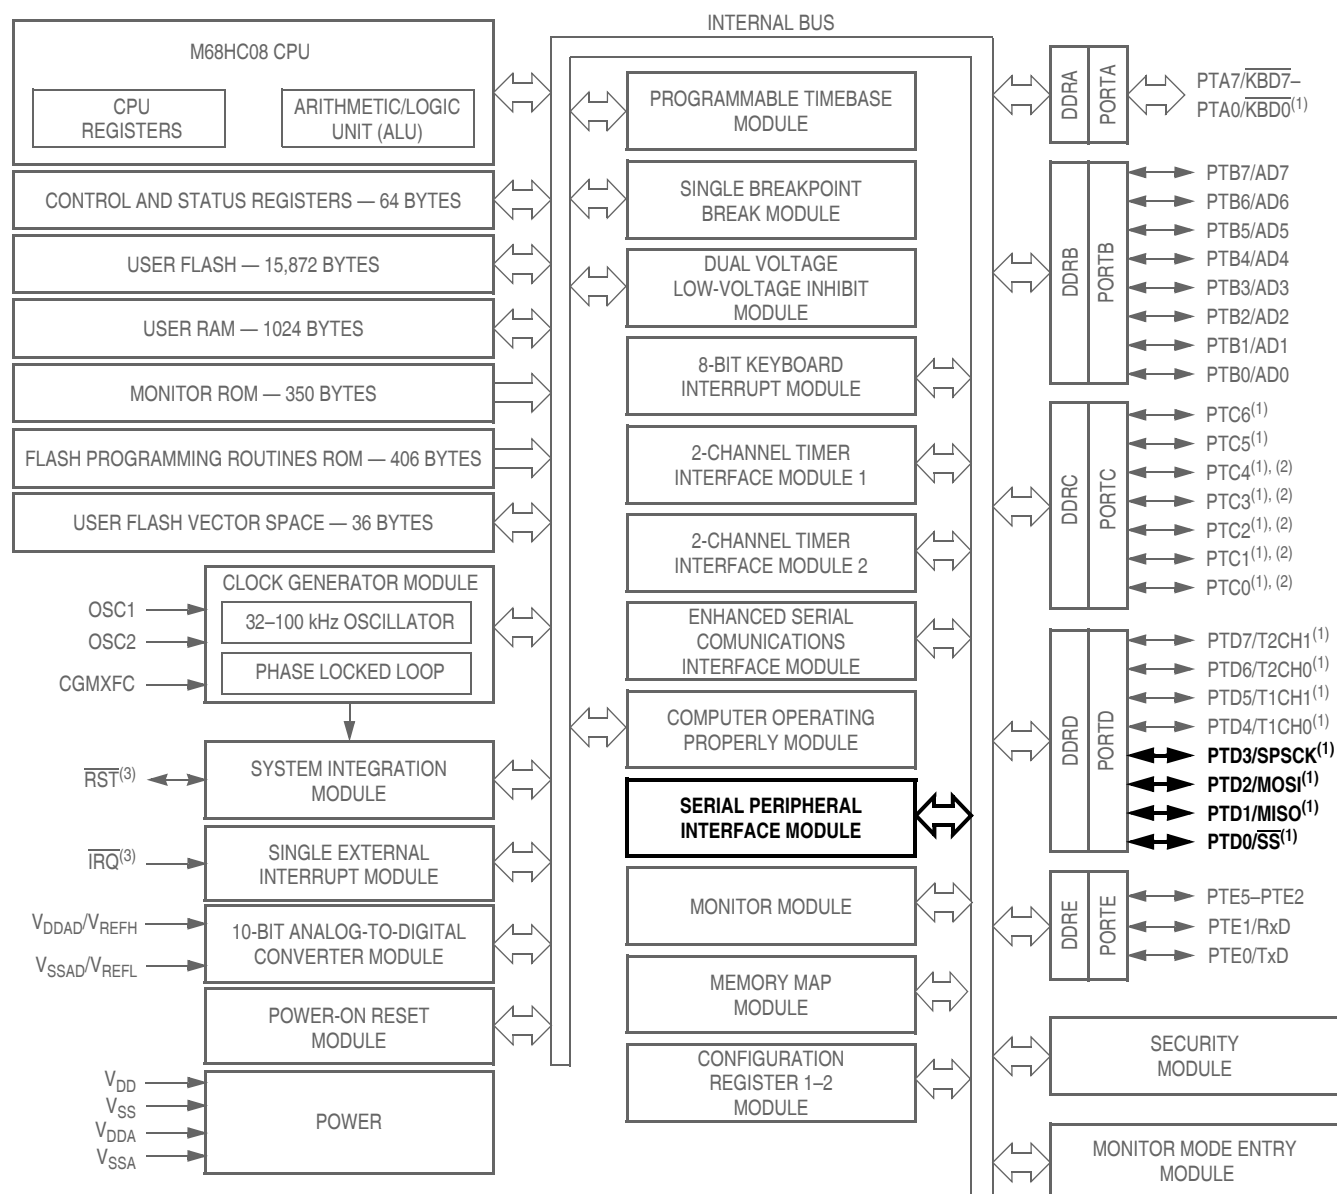 INTERNAL BUS
M68HC08 CPU
CPU
REGISTERS
ARITHMETIC/LOGIC
UNIT (ALU)
CONTROL AND STATUS REGISTERS — 64 BYTES
USER FLASH — 15,872 BYTES
USER RAM — 1024 BYTES
MONITOR ROM — 350 BYTES
FLASH PROGRAMMING ROUTINES ROM — 406 BYTES
USER FLASH VECTOR SPACE — 36 BYTES
CLOCK GENERATOR MODULE
32–100 kHz OSCILLATOR
PHASE LOCKED LOOP
OSC1
OSC2
CGMXFC
SYSTEM INTEGRATION
MODULE
RST(3)
SINGLE EXTERNAL
INTERRUPT MODULE
IRQ(3)
10-BIT ANALOG-TO-DIGITAL
CONVERTER MODULE
VDDAD/VREFH
VSSAD/VREFL
POWER-ON RESET
MODULE
POWER
VDD
VSS
VDDA
VSSA
PROGRAMMABLE TIMEBASE
MODULE
SINGLE BREAKPOINT
BREAK MODULE
DUAL VOLTAGE
LOW-VOLTAGE INHIBIT
MODULE
8-BIT KEYBOARD
INTERRUPT MODULE
2-CHANNEL TIMER
INTERFACE MODULE 1
2-CHANNEL TIMER
INTERFACE MODULE 2
ENHANCED SERIAL
COMUNICATIONS
INTERFACE MODULE
COMPUTER OPERATING
PROPERLY MODULE
SERIAL PERIPHERAL
INTERFACE MODULE
MONITOR MODULE
MEMORY MAP
MODULE
CONFIGURATION
REGISTER 1–2
MODULE
DDRA
PORTA
PTA7/KBD7–
PTA0/KBD0(1)
DDRB
PORTB
PTB7/AD7
PTB6/AD6
PTB5/AD5
PTB4/AD4
PTB3/AD3
PTB2/AD2
PTB1/AD1
PTB0/AD0
DDRC
PORTC
PTC6(1)
PTC5(1)
PTC4(1), (2)
PTC3(1), (2)
PTC2(1), (2)
PTC1(1), (2)
PTC0(1), (2)
DDRD
PORTD
PTD7/T2CH1(1)
PTD6/T2CH0(1)
PTD5/T1CH1(1)
PTD4/T1CH0(1)
PTD3/SPSCK(1)
PTD2/MOSI(1)
PTD1/MISO(1)
PTD0/SS(1)
DDRE
PORTE
PTE5–PTE2
PTE1/RxD
PTE0/TxD
SECURITY
MODULE
MONITOR MODE ENTRY
MODULE